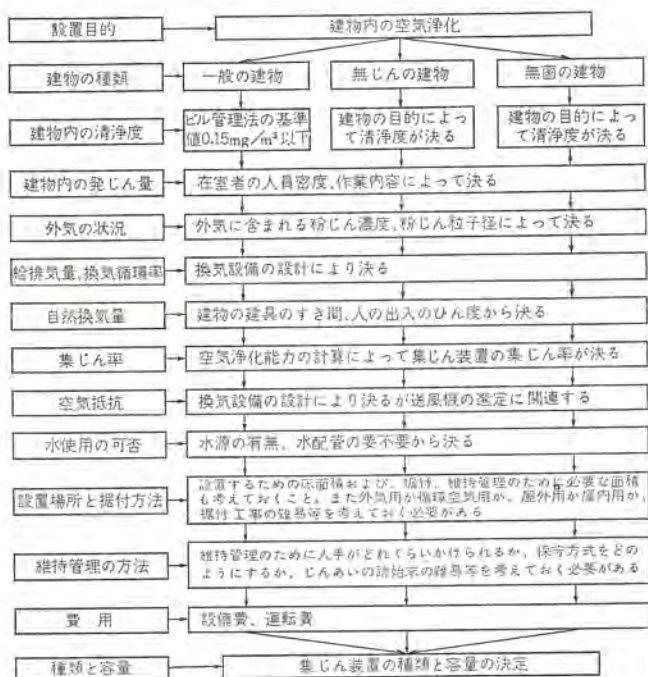 設置目的
建物内の空気浄化
建物の種類
一般の建物
無じんの建物
無菌の建物
建物内の清浄度
ビル管理法の基準
値0.15mg/m³以下
建物の目的によっ
て清浄度が決る
建物の目的によっ
て清浄度が決る
建物内の発じん量
在室者の人員密度、作業内容によって決る
外気の状況
外気に含まれる粉じん濃度、粉じん粒子径によって決る
給排気量、換気循環率
換気設備の設計により決る
自然換気量
建物の建具のすき間、人の出入のひん度から決る
集じん率
空気浄化能力の計算によって集じん装置の集じん率が決る
空気抵抗
換気設備の設計により決るが送風機の選定に関連する
水使用の可否
水源の有無、水配管の要不要から決る
設置場所と据付方法
設置するための床面積および、据付、維持管理のために必要な面積
も考えておくこと。また外気用か循環空気用か、屋外用か屋内用か、
据付工事の難易等を考えておく必要がある
維持管理の方法
維持管理のために人手がどれぐらいかけられるか、保守方式をどの
ようにするか、じんあいの の難易等を考えておく必要がある
費用
設備費、運転費
種類と容量
集じん装置の種類と容量の決定